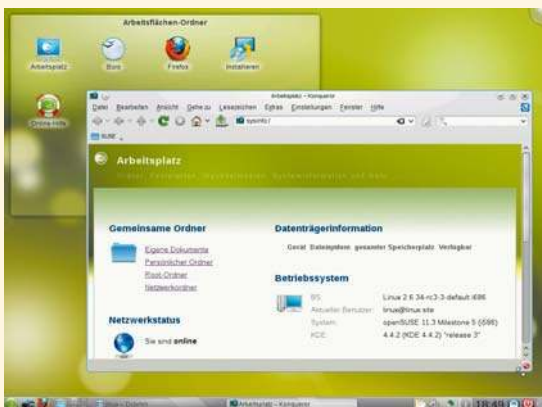 Arbeitsflächen-Ordner
Arbeitsplatz
Büro
Firefox
Installieren
Online-Hilfe
Arbeitsplatz - Konqueror
Datei Bearbeiten Ansicht Gehe zu Lesezeichen Extras Einstellungen Fenster Hilfe
sysinfo:/
SUSE
Arbeitsplatz
Gemeinsame Ordner
Eigene Dokumente
Persönlicher Ordner
Root-Ordner
Netzwerkordner
Netzwerkstatus
Sie sind online
Datenträgerinformation
Gerät Dateisystem gesamter Speicherplatz Verfügbar
Betriebssystem
BS: Linux 2.6.34-rc3-3-default i686
Aktueller Benutzer: linux@linux.site
System: openSUSE 11.3 Milestone 5 (i586)
KDE: 4.4.2 (KDE 4.4.2) "release 3"
Arbeitsplatz - Konqueror
18:49